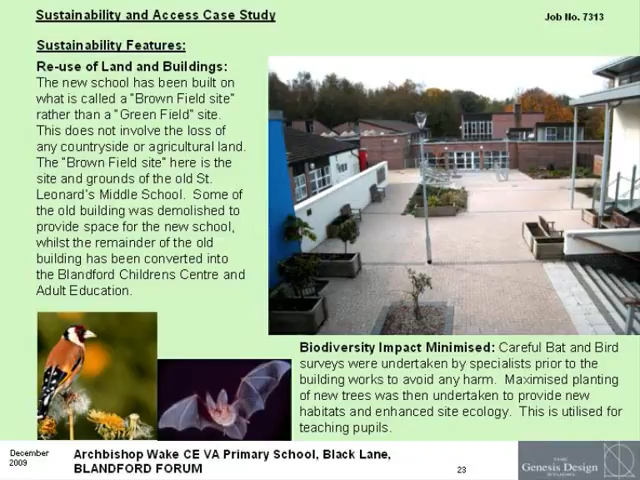 Sustainability and Access Case Study
Job No. 7313
Sustainability Features:
Re-use of Land and Buildings:
The new school has been built on
what is called a “Brown Field site”
rather than a “Green Field” site.
This does not involve the loss of
any countryside or agricultural land.
The “Brown Field site” here is the
site and grounds of the old St.
Leonard’s Middle School. Some of
the old building was demolished to
provide space for the new school,
whilst the remainder of the old
building has been converted into
the Blandford Childrens Centre and
Adult Education.
Biodiversity Impact Minimised: Careful Bat and Bird
surveys were undertaken by specialists prior to the
building works to avoid any harm. Maximised planting
of new trees was then undertaken to provide new
habitats and enhanced site ecology. This is utilised for
teaching pupils.
December
2009
Archbishop Wake CE VA Primary School, Black Lane,
BLANDFORD FORUM
23
Genesis Design